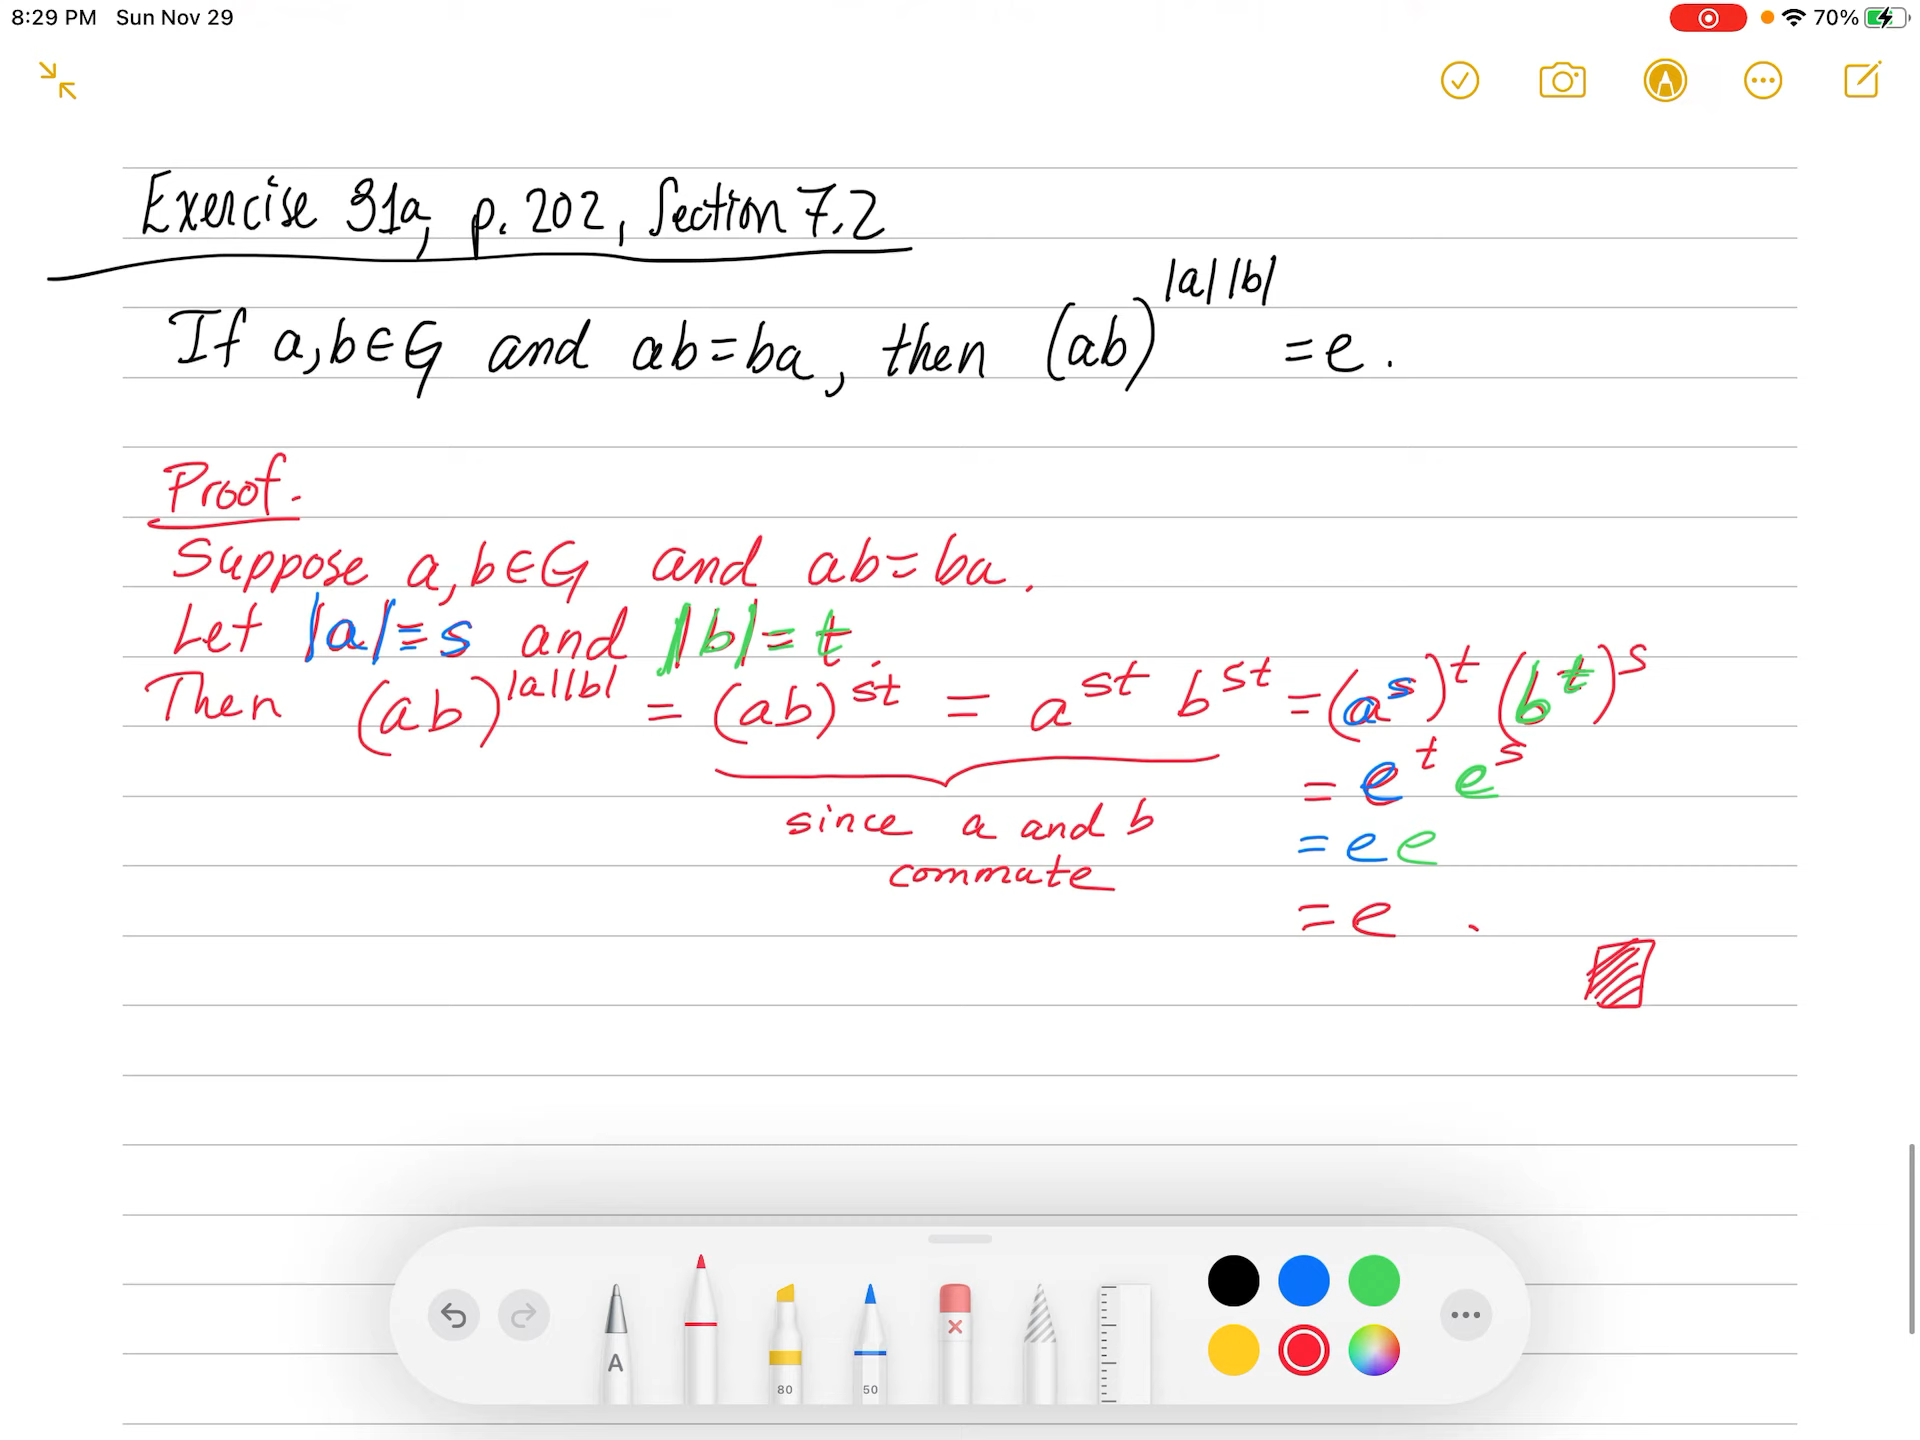 8:29 PM Sun Nov 29 70%
Exercise 31a, p. 202, Section 7.2
If a,b∈G and ab=ba, then (ab)^{|a||b|} = e.
Proof.
Suppose a,b∈G and ab=ba.
Let |a|=s and |b|=t.
Then (ab)^{|a||b|} = (ab)^{st} = a^{st} b^{st} = (a^s)^t (b^t)^s
= e^t e^s
since a and b
= e e
commute
= e.
A 80 50